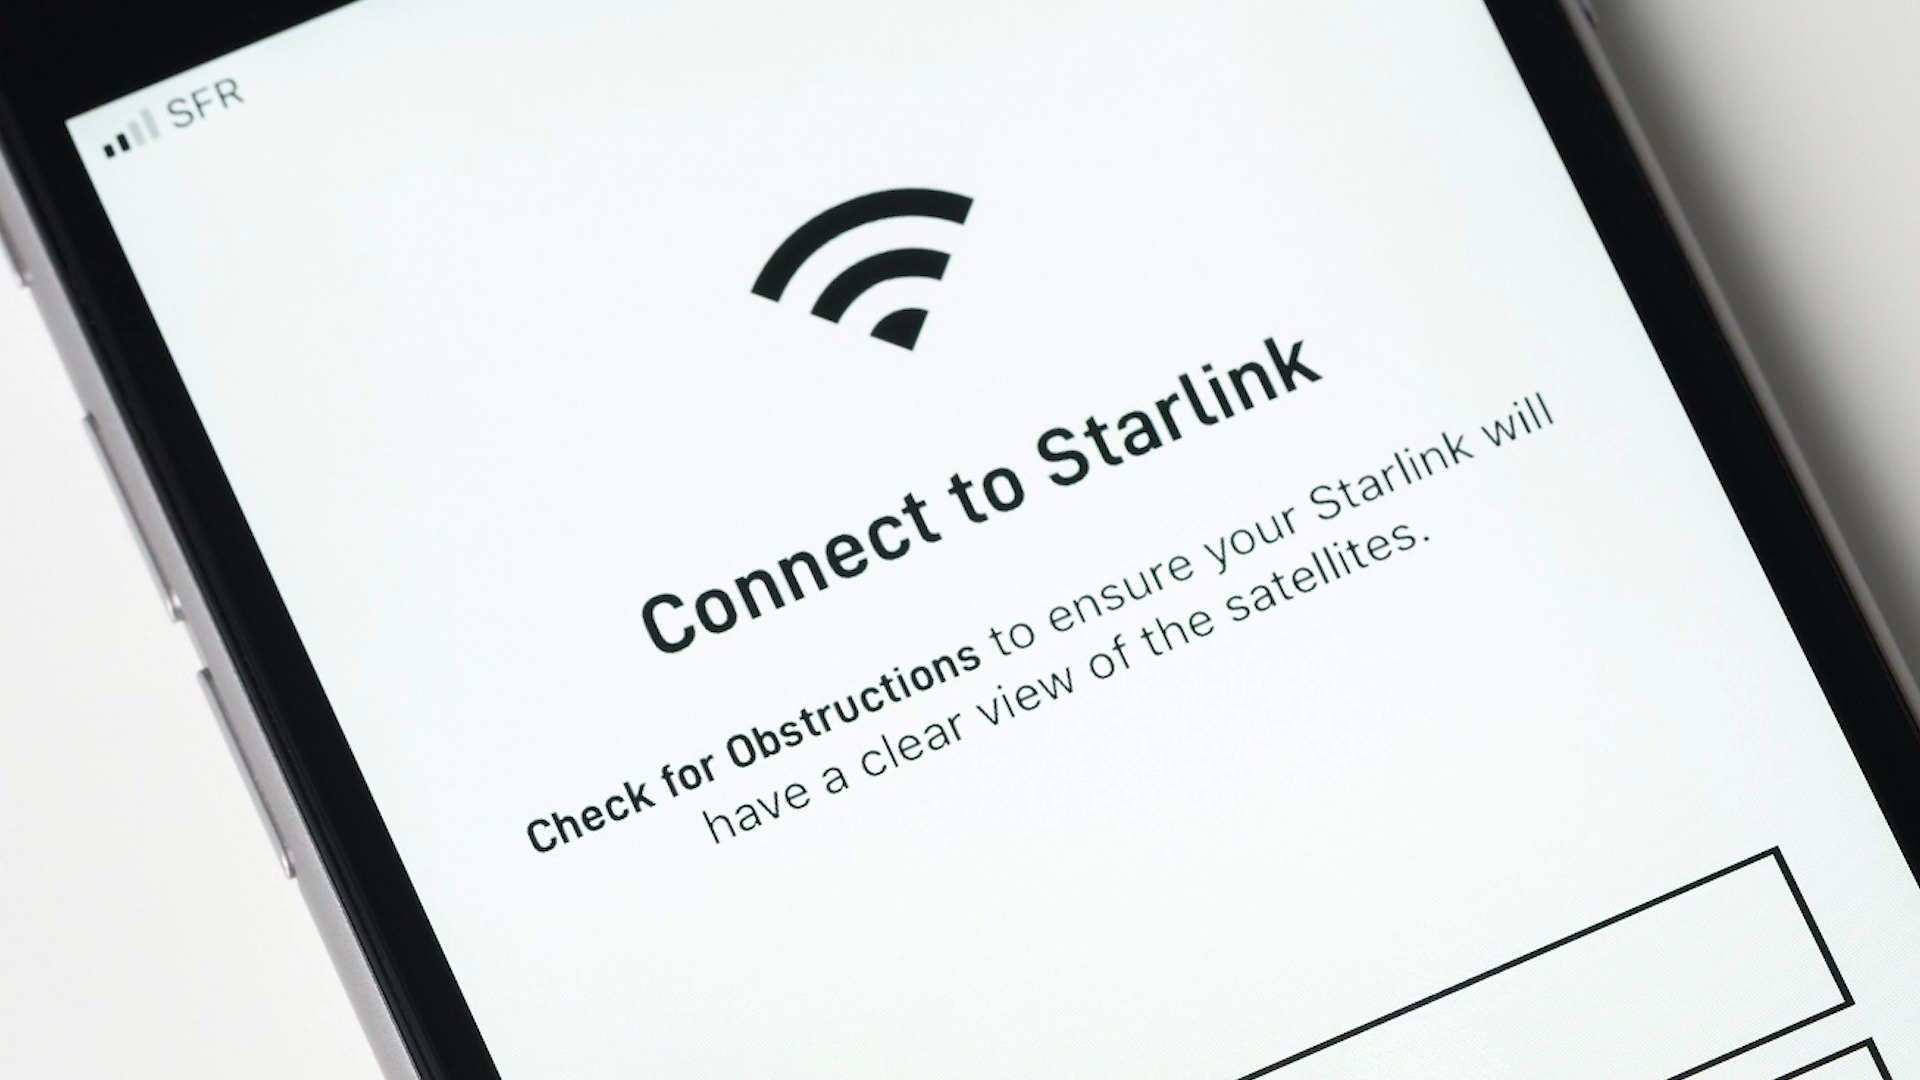 SFR
Connect to Starlink
Check for Obstructions to ensure your Starlink will
have a clear view of the satellites.